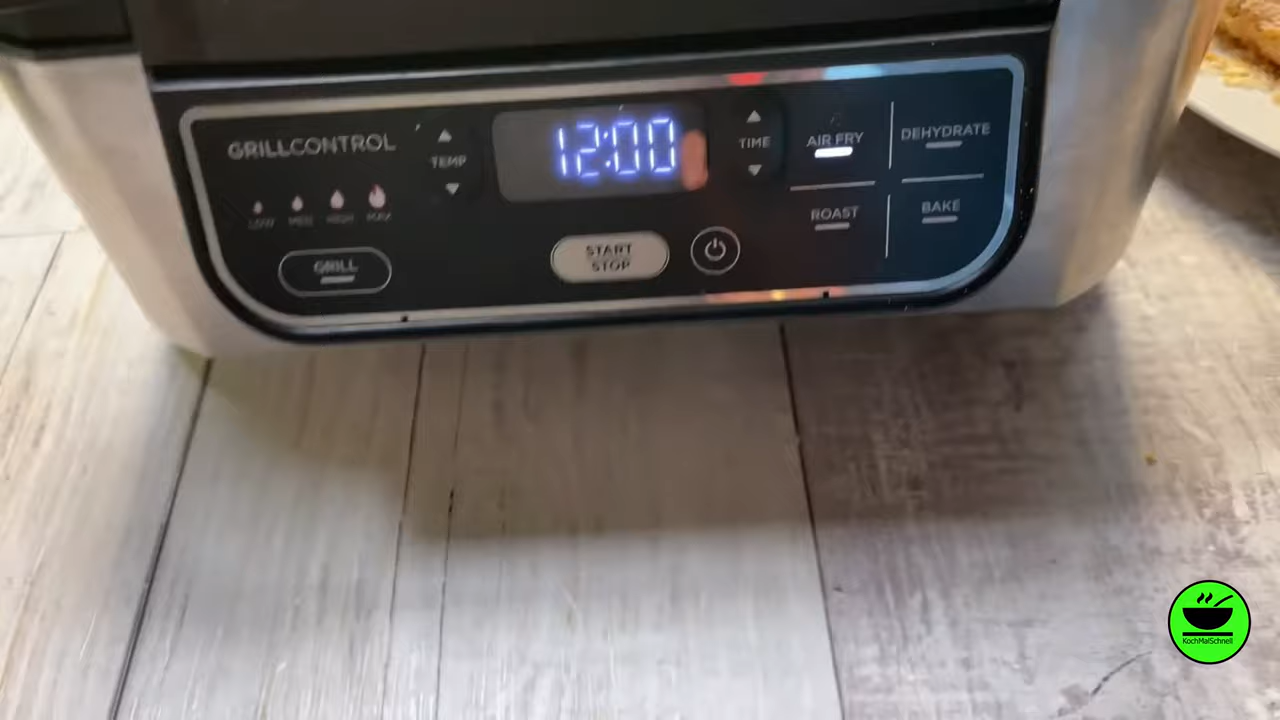 GRILLCONTROL
TEMP
12:00
TIME
AIR FRY
DEHYDRATE
LOW
MED
HIGH
MAX
ROAST
BAKE
GRILL
START
STOP
KochMalSchnell